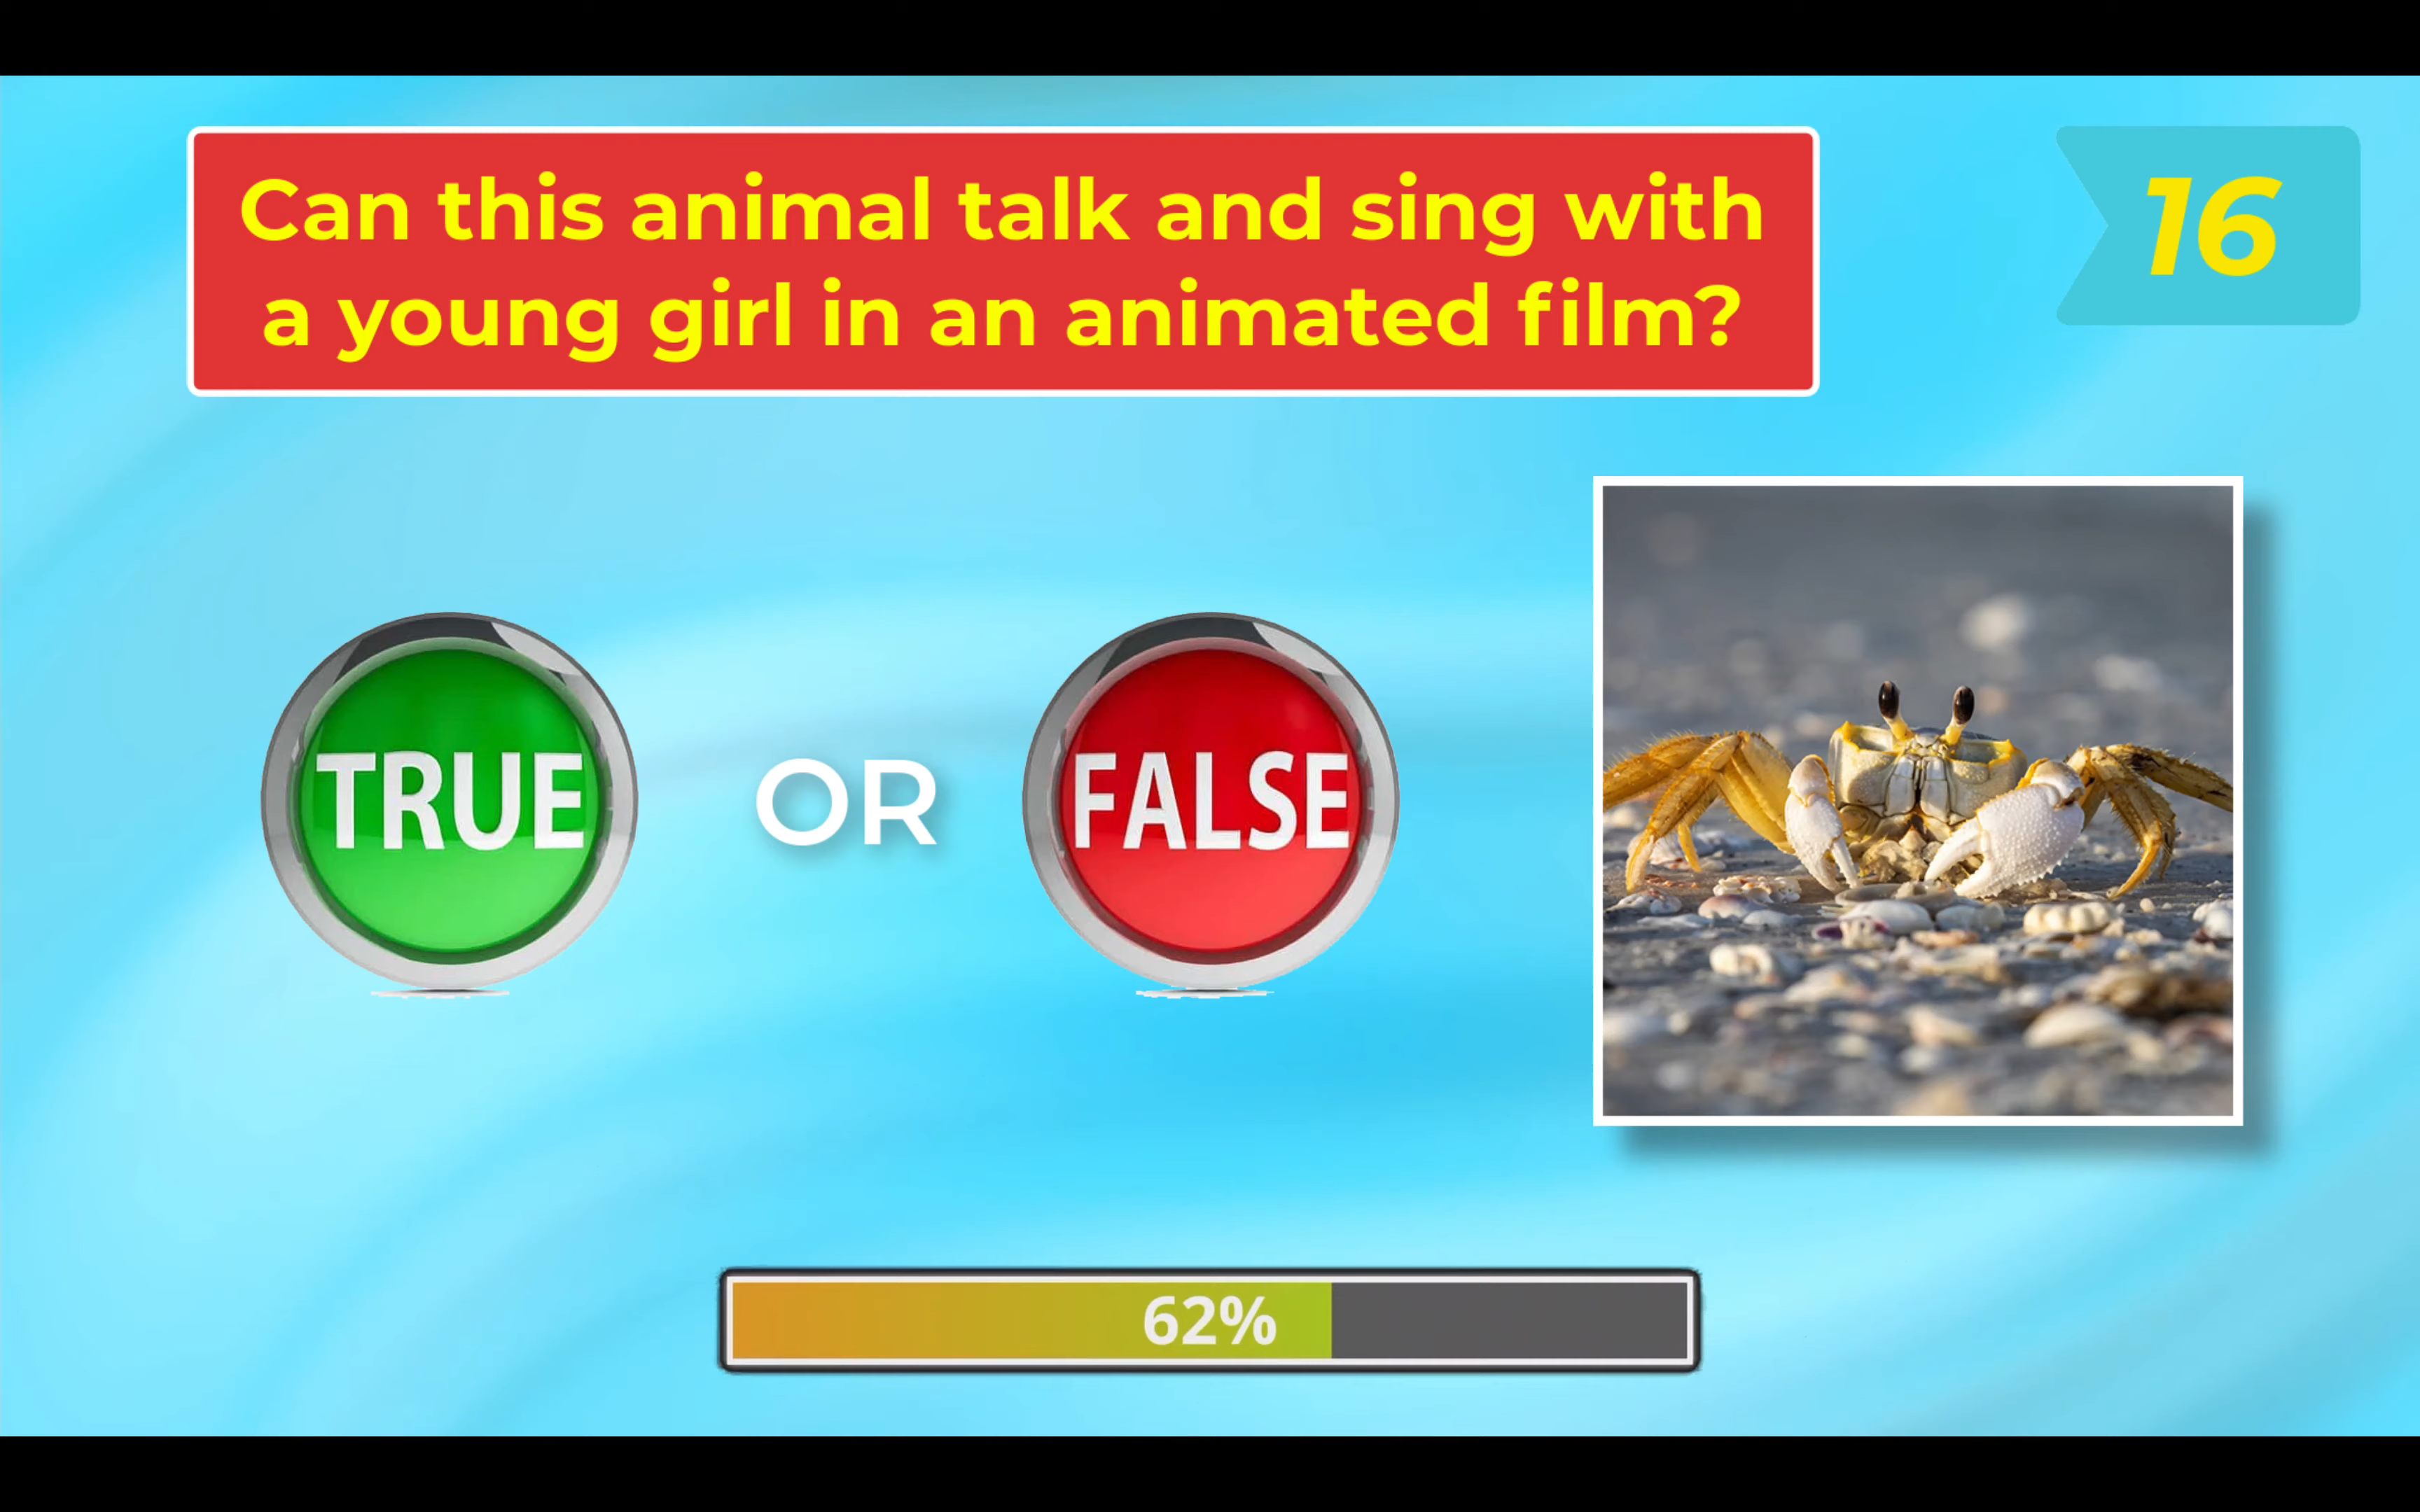 Can this animal talk and sing with
a young girl in an animated film?
16
TRUE
OR
FALSE
62%